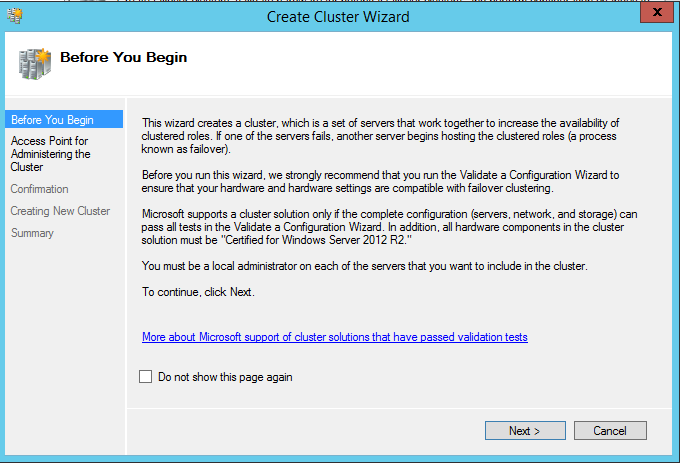 Create Cluster Wizard
x
Before You Begin
Before You Begin
Access Point for
Administering the
Cluster
Confirmation
Creating New Cluster
Summary
This wizard creates a cluster, which is a set of servers that work together to increase the availability of
clustered roles. If one of the servers fails, another server begins hosting the clustered roles (a process
known as failover).
Before you run this wizard, we strongly recommend that you run the Validate a Configuration Wizard to
ensure that your hardware and hardware settings are compatible with failover clustering.
Microsoft supports a cluster solution only if the complete configuration (servers, network, and storage) can
pass all tests in the Validate a Configuration Wizard. In addition, all hardware components in the cluster
solution must be "Certified for Windows Server 2012 R2."
You must be a local administrator on each of the servers that you want to include in the cluster.
To continue, click Next.
More about Microsoft support of cluster solutions that have passed validation tests
Do not show this page again
Next >
Cancel